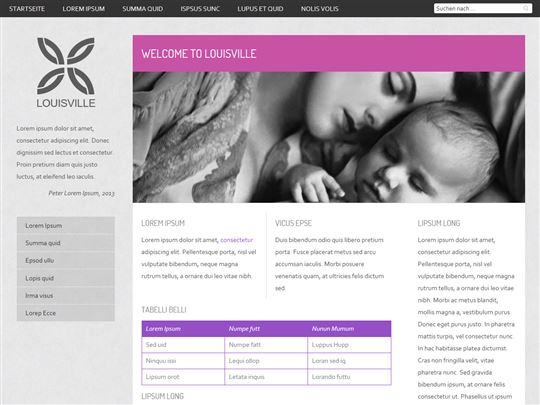 STARTSEITE LOREM IPSUM SUMMA QUID ISPSUS SUNC LUPUS ET QUID NOLIS VOLIS Suchen nach ...
LOUISVILLE
Lorem ipsum dolor sit amet,
consectetur adipiscing elit. Donec
dignissim sed lectus et consectetur.
Proin pretium diam quis justo
luctus, at eleifend leo iaculis.
Peter Lorem Ipsum, 2013
Lorem Ipsum
Summa quid
Epsod ullu
Lopis quid
Irma visus
Lorep Ecce
WELCOME TO LOUISVILLE
LOREM IPSUM
Lorem ipsum dolor sit amet, consectetur
adipiscing elit. Pellentesque porta, nisl vel
vulputate bibendum, neque magna
rutrum tellus, a ornare dui leo vitae nibh.
VICUS EPSE
Duis bibendum odio quis libero pretium
porta. Fusce placerat metus sed arcu
accumsan iaculis. Morbi posuere
venenatis quam, at ultricies felis dictum
sed.
TABELLI BELLI
Lorem Ipsum Numpe futt Nunun Mumum
Sed uid Numpe fatt Luppus Hupp
Ninquu issi Lequi ollop Loran sed iq
Lipsum orot Letata inquis Lorando futtu
LIPSUM LONG
LIPSUM LONG
Lorem ipsum dolor sit amet,
consectetur adipiscing elit.
Pellentesque porta, nisl vel
vulputate bibendum, neque
magna rutrum tellus, a
ornare dui leo vitae nibh.
Morbi ac metus blandit,
mollis magna a, vestibulum purus.
Donec eget purus justo. In pharetra
mattis turpis, vel consectetur nunc.
In hac habitasse platea dictumst.
Cras non fringilla velit, vitae
pharetra nunc. Sed gravida
bibendum ipsum, at ornare felis
consequat ut. Phasellus ut ipsum